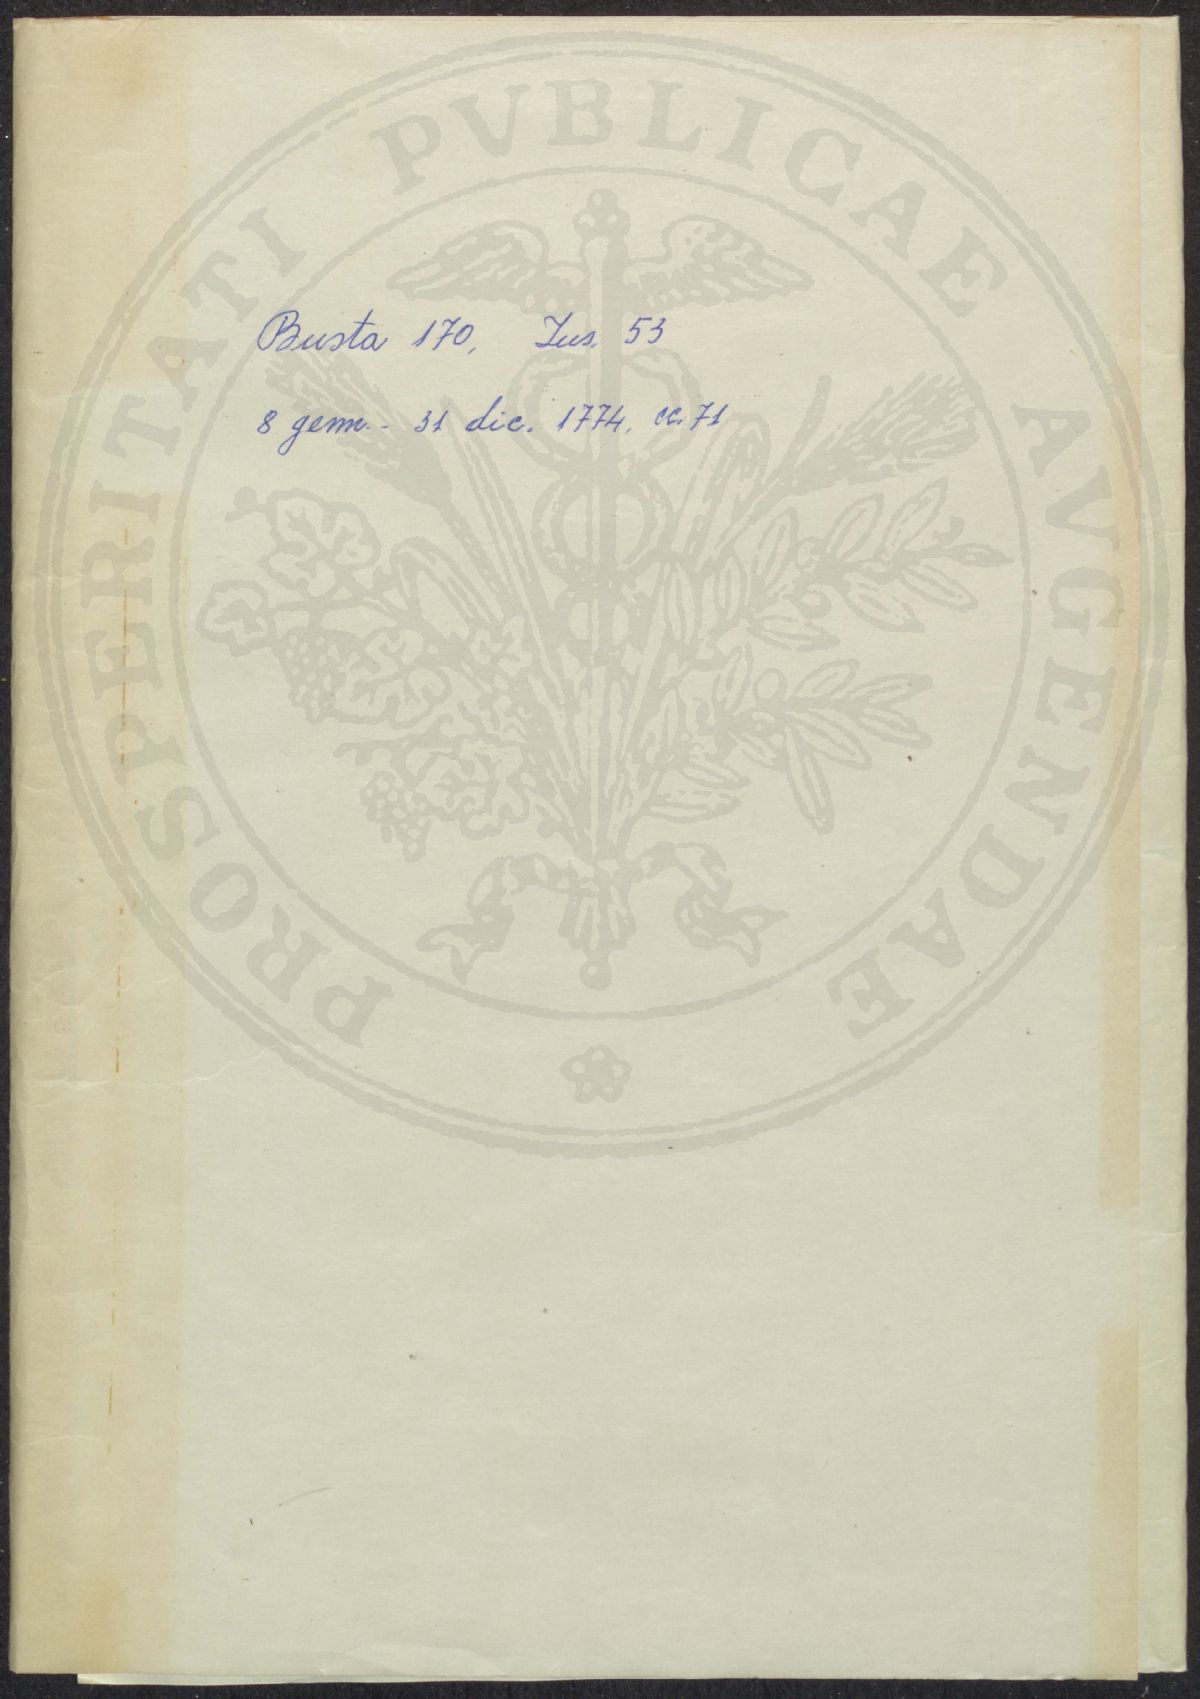 Busta 170, Ins. 53
8 genn. - 31 dic. 1774, cc. 71
PROSPERITATI PVBLICAE AVGENDAE